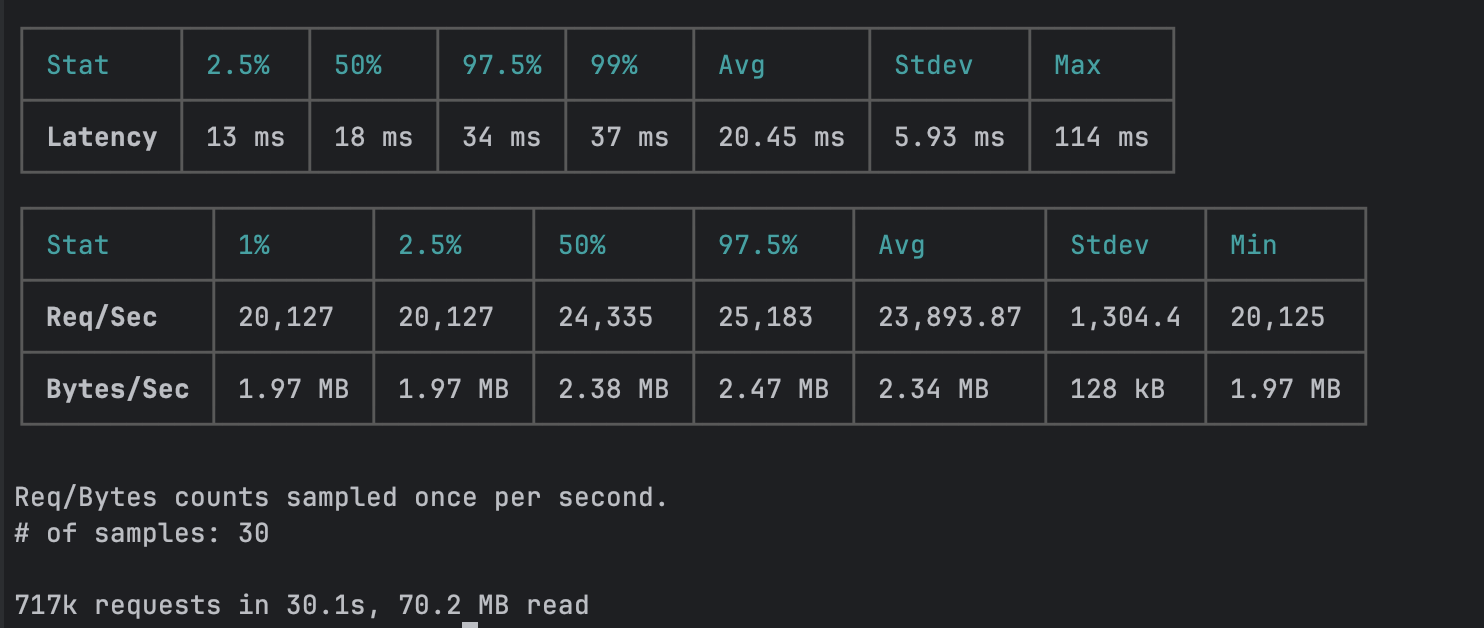 Stat 2.5% 50% 97.5% 99% Avg Stdev Max
Latency 13 ms 18 ms 34 ms 37 ms 20.45 ms 5.93 ms 114 ms
Stat 1% 2.5% 50% 97.5% Avg Stdev Min
Req/Sec 20,127 20,127 24,335 25,183 23,893.87 1,304.4 20,125
Bytes/Sec 1.97 MB 1.97 MB 2.38 MB 2.47 MB 2.34 MB 128 kB 1.97 MB
Req/Bytes counts sampled once per second.
# of samples: 30
717k requests in 30.1s, 70.2 MB read